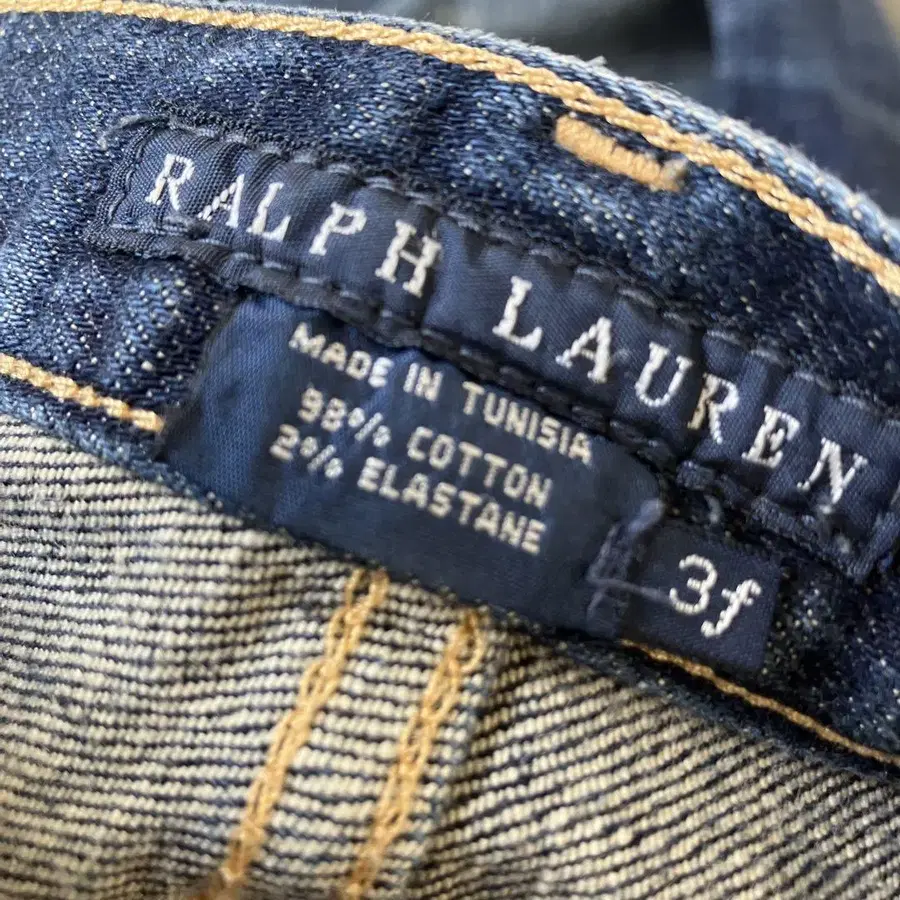 RALPH LAUREN
MADE IN TUNISIA
98% COTTON
2% ELASTANE
3f